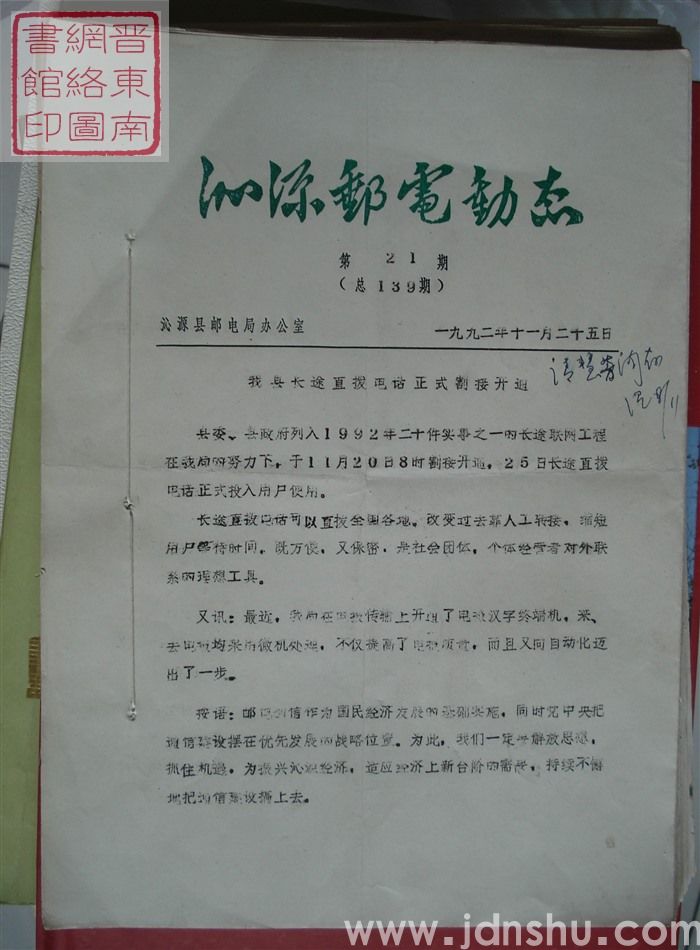 晋東南
網絡圖
書館印
沁源郵電動态
第 21 期
（总139期）
沁源县邮电局办公室
一九九二年十一月二十五日
我县长途直拨电话正式割接开通
县委、县政府列入1992年二十件实事之一的长途联网工程
在我局的努力下，于11月20日8时割接开通，25日长途直拨
电话正式投入用户使用。
长途直拨电话可以直拨全国各地，改变过去靠人工转接，缩短
用户等待时间，既方便，又保密，是社会团体，个体经营者对外联
系的理想工具。
又讯：最近，我局在电报传输上开通了电报汉字终端机，来、
去电报均采用微机处理，不仅提高了电报质量，而且又向自动化迈
出了一步。
按语：邮电通信作为国民经济发展的基础实施，同时党中央把
通信建设摆在优先发展的战略位置。为此，我们一定要解放思想，
抓住机遇，为振兴沁源经济，适应经济上新台阶的需要，持续不懈
地把通信建设搞上去。
www.jdnshu.com